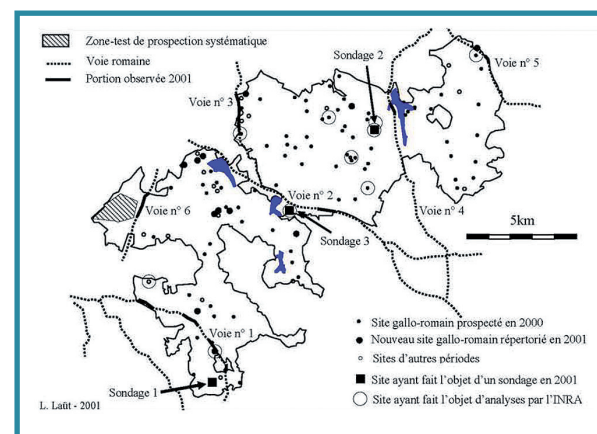 Zone-test de prospection systématique
Voie romaine
Portion observée 2001
Sondage 2
Voie n° 5
Voie n° 3
Voie n° 2
Voie n° 4
Voie n° 6
Sondage 3
5km
Voie n° 1
Sondage 1
Site gallo-romain prospecté en 2000
Nouveau site gallo-romain répertorié en 2001
Sites d'autres périodes
Site ayant fait l'objet d'un sondage en 2001
Site ayant fait l'objet d'analyses par l'INRA
L. Laüt - 2001